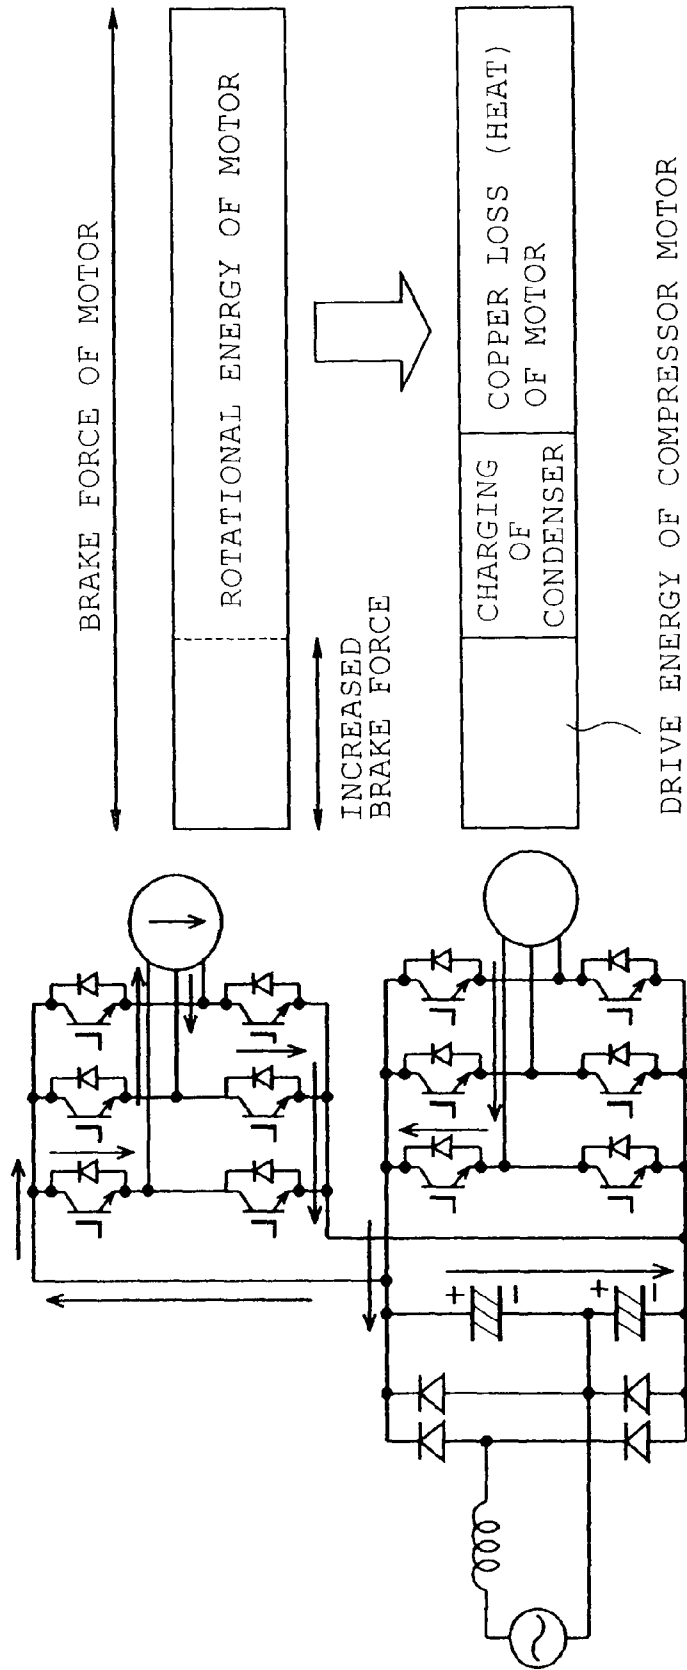 BRAKE FORCE OF MOTOR
ROTATIONAL ENERGY OF MOTOR
INCREASED
BRAKE FORCE
CHARGING
OF
CONDENSER
COPPER LOSS (HEAT)
OF MOTOR
DRIVE ENERGY OF COMPRESSOR MOTOR
+
−
+
−